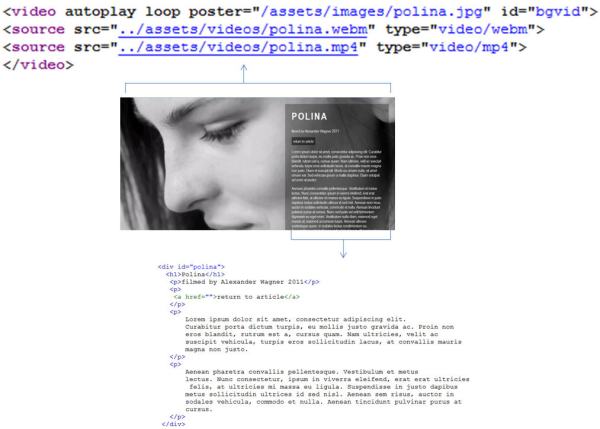 <video autoplay loop poster="/assets/images/polina.jpg" id="bgvid">
<source src="../assets/videos/polina.webm" type="video/webm">
<source src="../assets/videos/polina.mp4" type="video/mp4">
</video>
POLINA
filmed by Alexander Wagner 2011
return to article
<div id="polina">
<h1>Polina</h1>
<p>filmed by Alexander Wagner 2011</p>
<p>
<a href="">return to article</a>
</p>
<p>
Lorem ipsum dolor sit amet, consectetur adipiscing elit.
Curabitur porta dictum turpis, eu mollis justo gravida ac. Proin non
eros blandit, rutrum est a, cursus quam. Nam ultricies, velit ac
suscipit vehicula, turpis eros sollicitudin lacus, at convallis mauris
magna non justo.
</p>
<p>
Aenean pharetra convallis pellentesque. Vestibulum et metus
lectus. Nunc consectetur, ipsum in viverra eleifend, erat erat ultricies
felis, at ultricies mi massa eu ligula. Suspendisse in justo dapibus
metus sollicitudin ultrices id sed nisl. Aenean sem risus, auctor in
sodales vehicula, commodo et nulla. Aenean tincidunt pulvinar purus at
cursus.
</p>
</div>